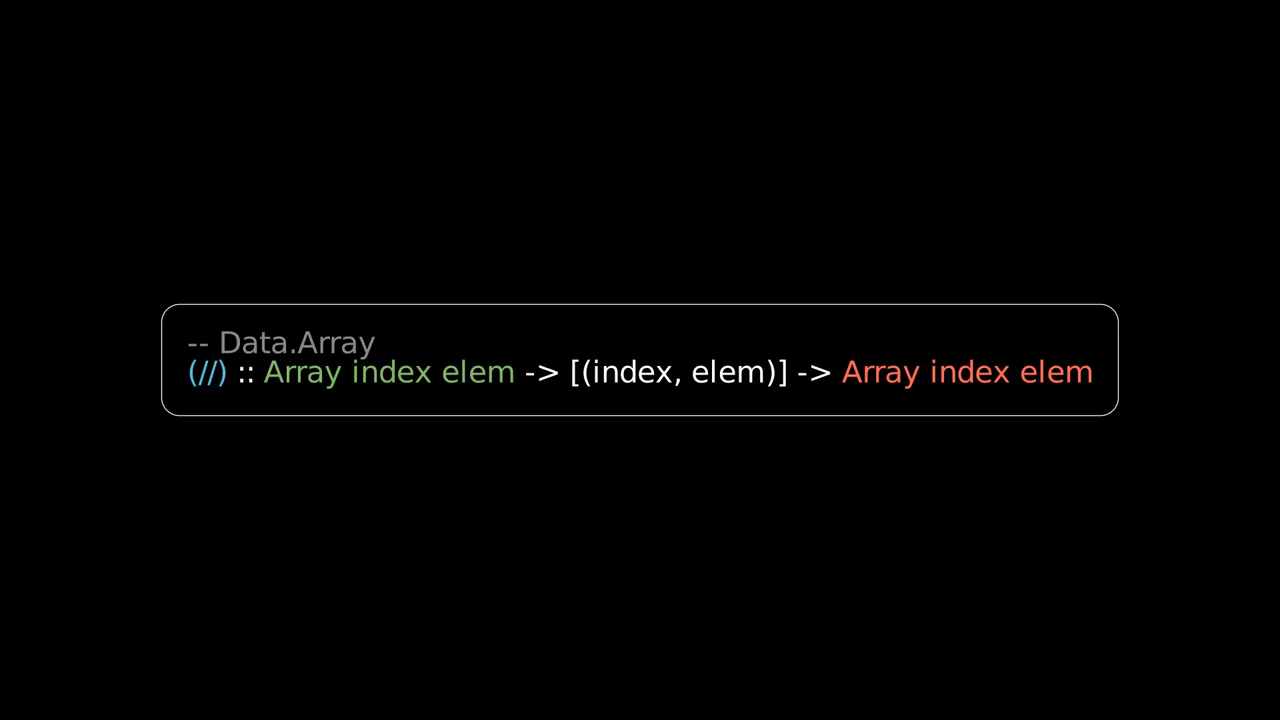 -- Data.Array
(//) :: Array index elem -> [(index, elem)] -> Array index elem